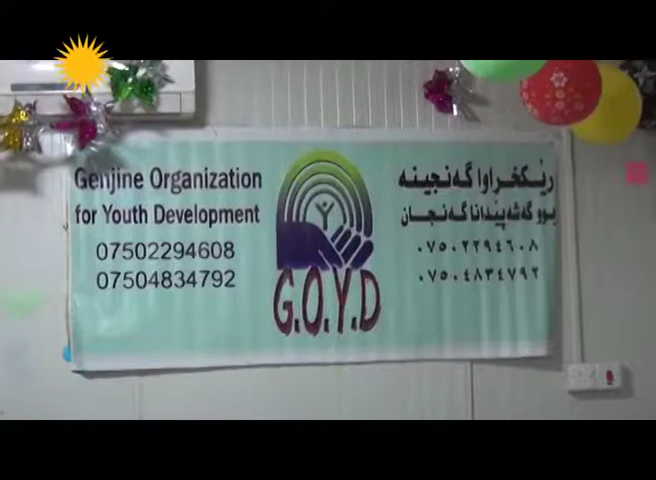 Genjine Organization
for Youth Development
07502294608
07504834792
G.O.Y.D
ڕێکخراوا گەنجینە
بوو گەشەپێدانا گەنجان
٠٧٥٠٢٢٩٤٦٠٨
٠٧٥٠٤٨٣٤٧٩٢